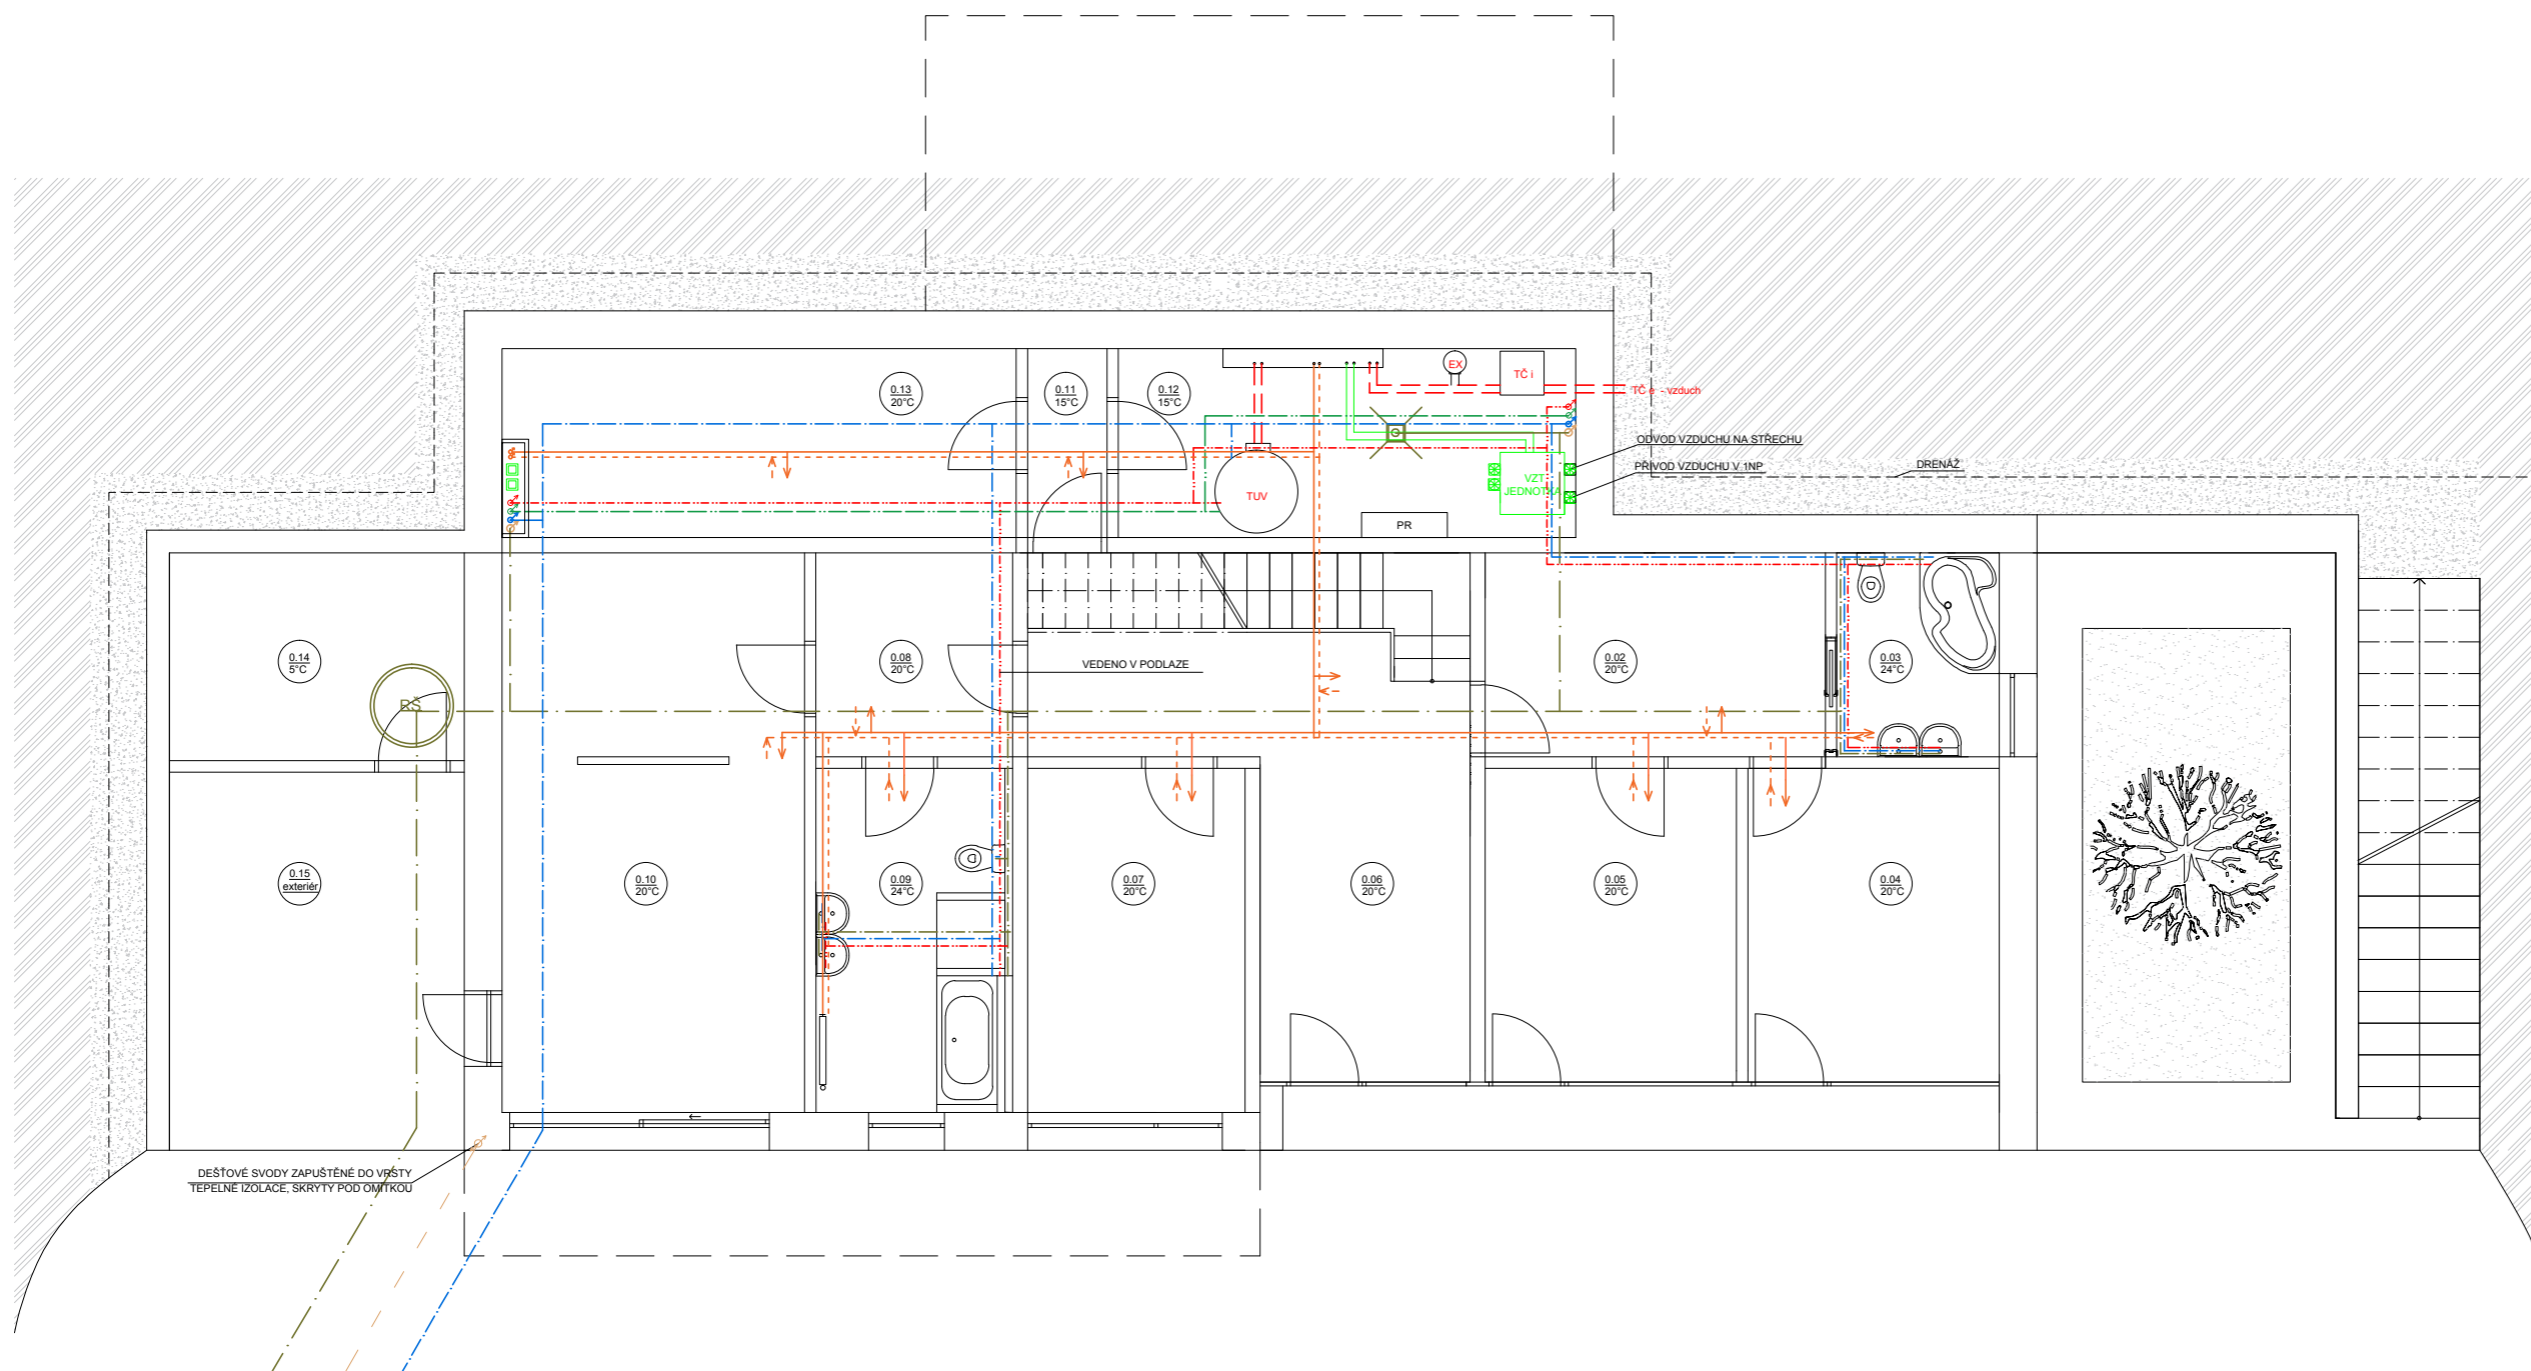 EX
TČ i
0.13
20°C
0.11
15°C
0.12
15°C
TČ e - vzduch
ODVOD VZDUCHU NA STŘECHU
PŘÍVOD VZDUCHU V 1NP
DRENÁŽ
VZT
JEDNOTKA
TUV
PR
0.14
5°C
0.08
20°C
VEDENO V PODLAZE
0.02
20°C
0.03
24°C
RŠ
0.15
exteriér
0.10
20°C
0.09
24°C
0.07
20°C
0.06
20°C
0.05
20°C
0.04
20°C
DEŠŤOVÉ SVODY ZAPUŠTĚNÉ DO VRSTY
TEPELNÉ IZOLACE, SKRYTY POD OMÍTKOU